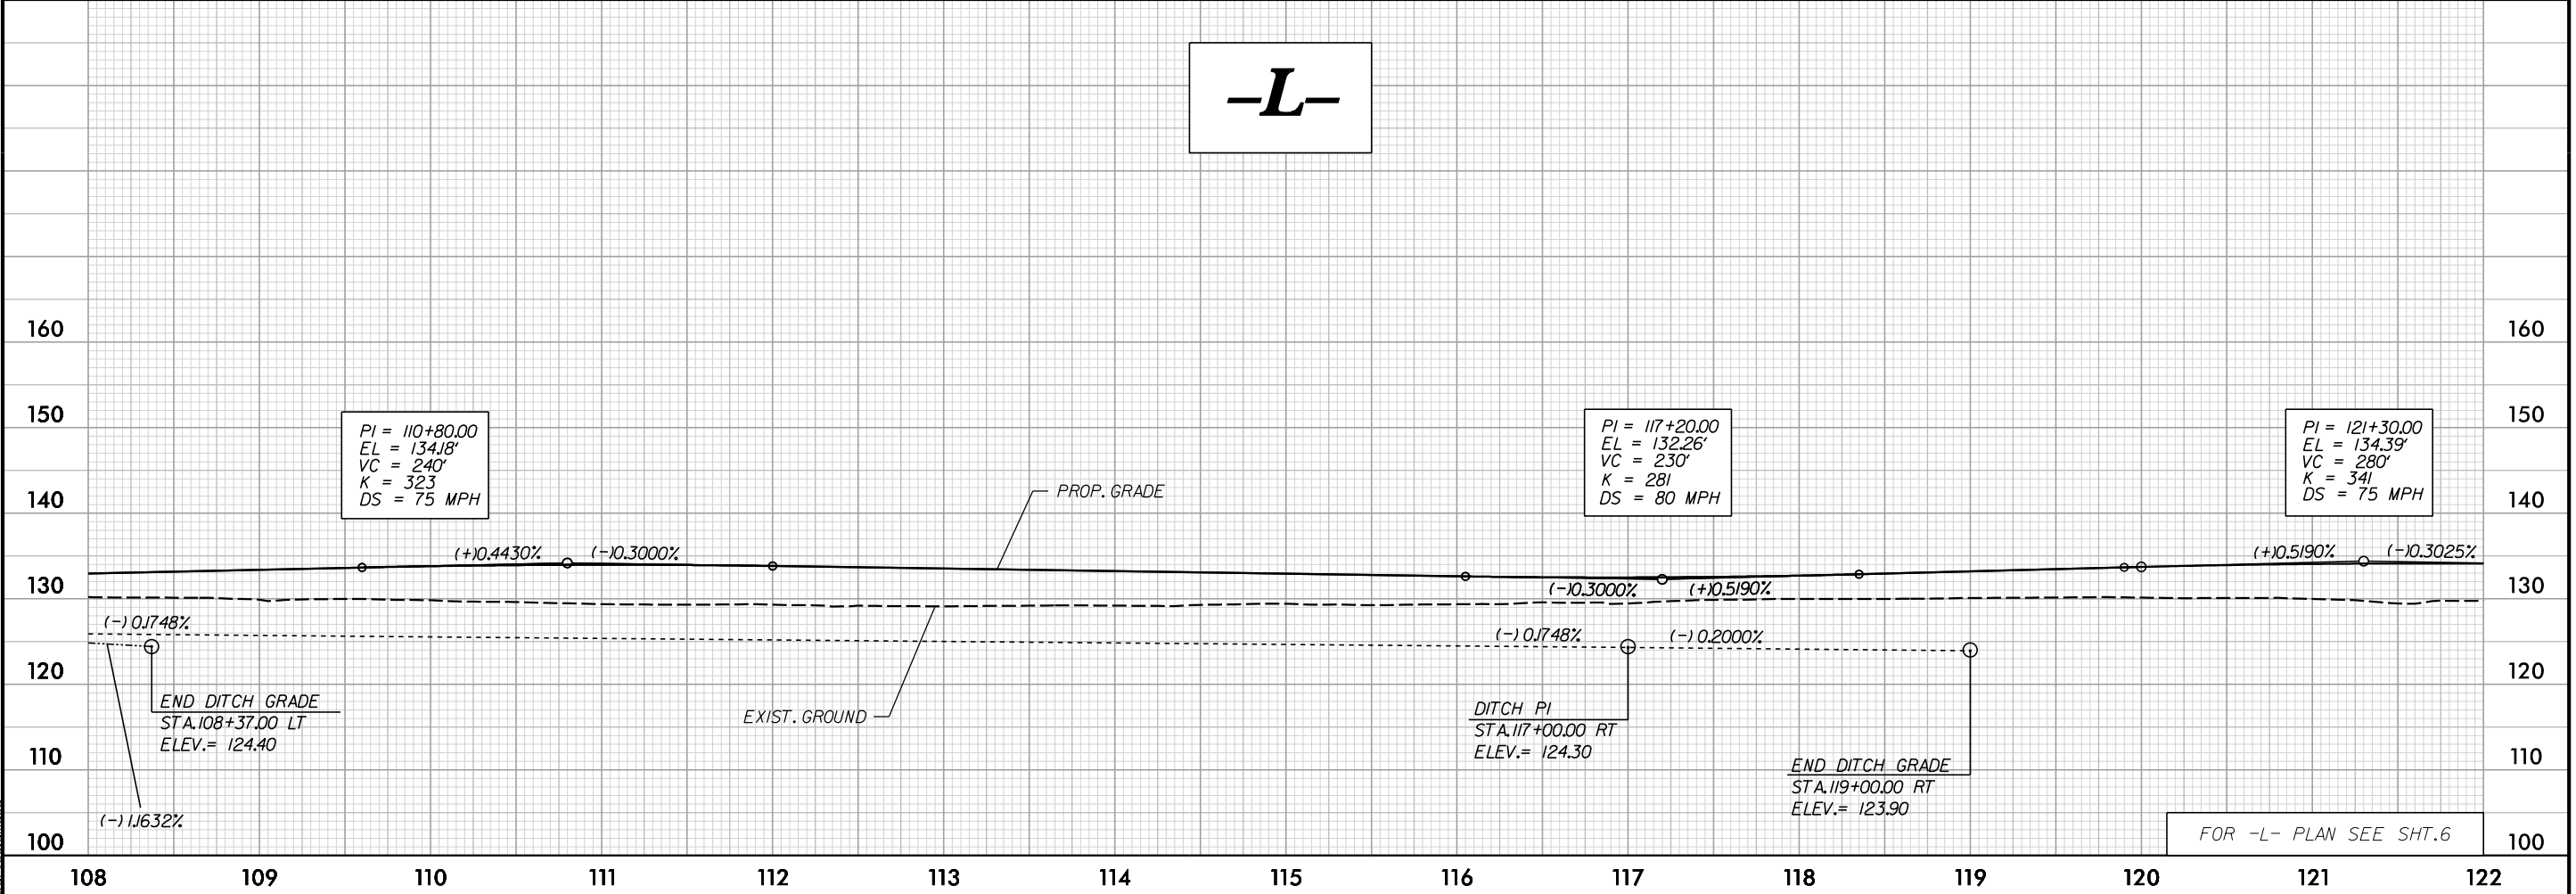 -L-
160 160
150 150
140 140
130 130
120 120
110 110
100 100
PI = 110+80.00
EL = 134.18'
VC = 240'
K = 323
DS = 75 MPH
PI = 117+20.00
EL = 132.26'
VC = 230'
K = 281
DS = 80 MPH
PI = 121+30.00
EL = 134.39'
VC = 280'
K = 341
DS = 75 MPH
PROP. GRADE
(+)0.4430% (-)0.3000%
(-)0.3000% (+)0.5190%
(+)0.5190% (-)0.3025%
(-) 0.1748%
(-) 0.1748% (-) 0.2000%
END DITCH GRADE
STA. 108+37.00 LT
ELEV.= 124.40
EXIST. GROUND
DITCH PI
STA. 117+00.00 RT
ELEV.= 124.30
END DITCH GRADE
STA. 119+00.00 RT
ELEV.= 123.90
(-) 1.1632%
FOR -L- PLAN SEE SHT. 6
108 109 110 111 112 113 114 115 116 117 118 119 120 121 122